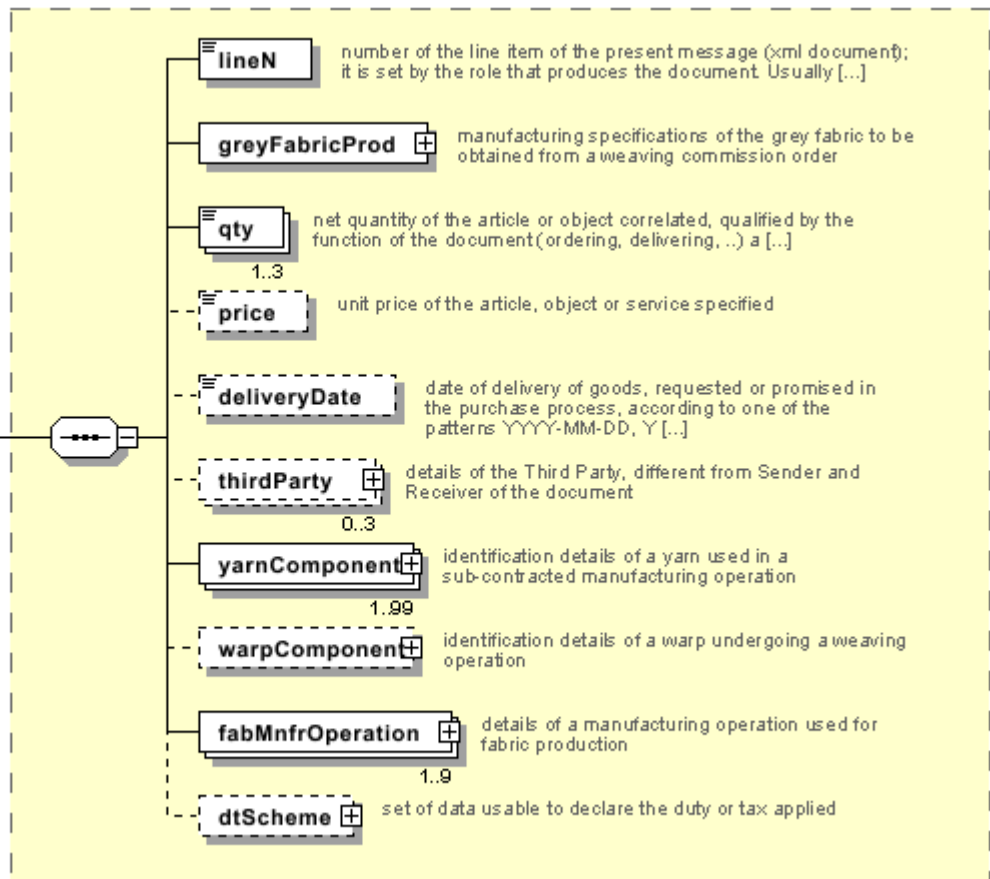 lineN
number of the line item of the present message (xml document);
it is set by the role that produces the document. Usually [...]
greyFabricProd
manufacturing specifications of the grey fabric to be
obtained from a weaving commission order
qty
net quantity of the article or object correlated, qualified by the
function of the document (ordering, delivering, ..) a [...]
1..3
price
unit price of the article, object or service specified
deliveryDate
date of delivery of goods, requested or promised in
the purchase process, according to one of the
patterns YYYY-MM-DD, Y [...]
thirdParty
details of the Third Party, different from Sender and
Receiver of the document
0..3
yarnComponent
identification details of a yarn used in a
sub-contracted manufacturing operation
1..99
warpComponent
identification details of a warp undergoing a weaving
operation
fabMnfrOperation
details of a manufacturing operation used for
fabric production
1..9
dtScheme
set of data usable to declare the duty or tax applied